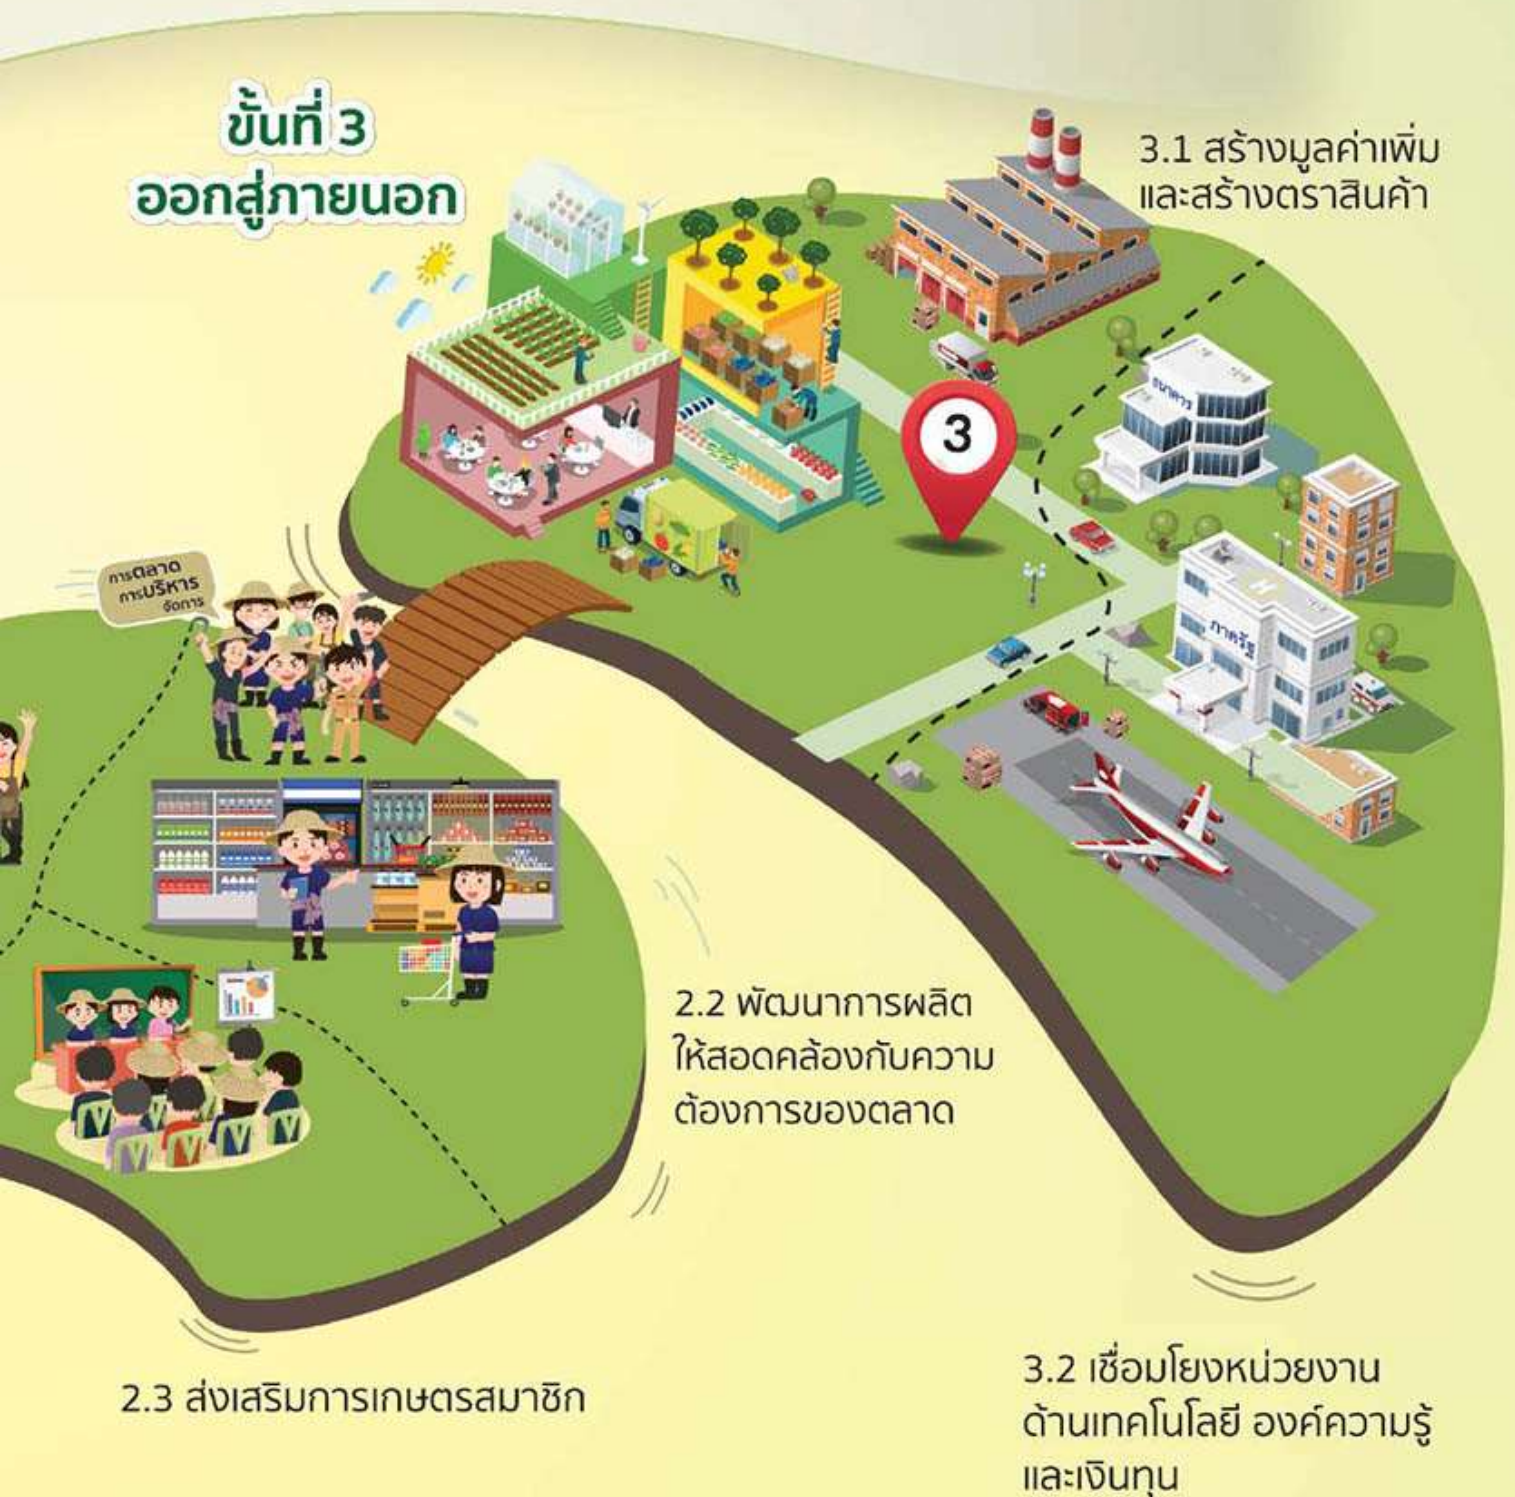 ขั้นที่ 3
ออกสู่ภายนอก
3.1 สร้างมูลค่าเพิ่ม
และสร้างตราสินค้า
ธนาคาร
3
การตลาด
การบริหาร
จัดการ
ภาครัฐ
2.2 พัฒนาการผลิต
ให้สอดคล้องกับความ
ต้องการของตลาด
2.3 ส่งเสริมการเกษตรสมาชิก
3.2 เชื่อมโยงหน่วยงาน
ด้านเทคโนโลยี องค์ความรู้
และเงินทุน